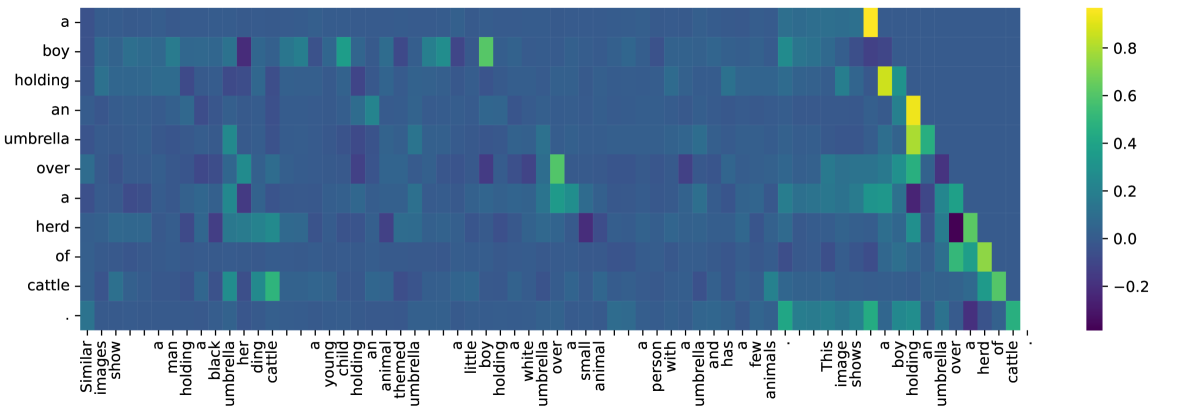 a
boy
holding
an
umbrella
over
a
herd
of
cattle
.
0.8
0.6
0.4
0.2
0.0
−0.2
Similar
images
show
a
man
holding
a
black
umbrella
her
ding
cattle
a
young
child
holding
an
animal
themed
umbrella
a
little
boy
holding
a
white
umbrella
over
a
small
animal
a
person
with
a
umbrella
and
has
a
few
animals
.
This
image
shows
a
boy
holding
an
umbrella
over
a
herd
of
cattle
.